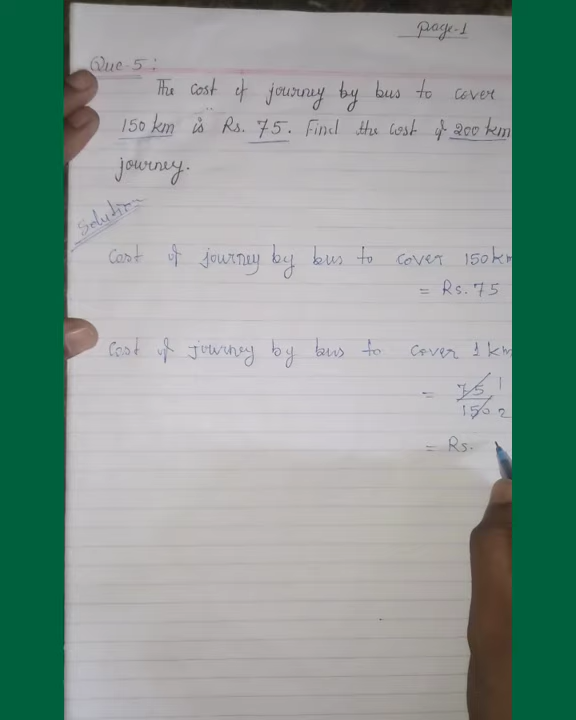 Page-1
Que-5:
The cost of journey by bus to cover
150 km is Rs. 75. Find the cost of 200 km
journey.
Solution
Cost of journey by bus to cover 150 km
= Rs. 75
Cost of journey by bus to cover 1 km
= 75/150 1 2
= Rs.